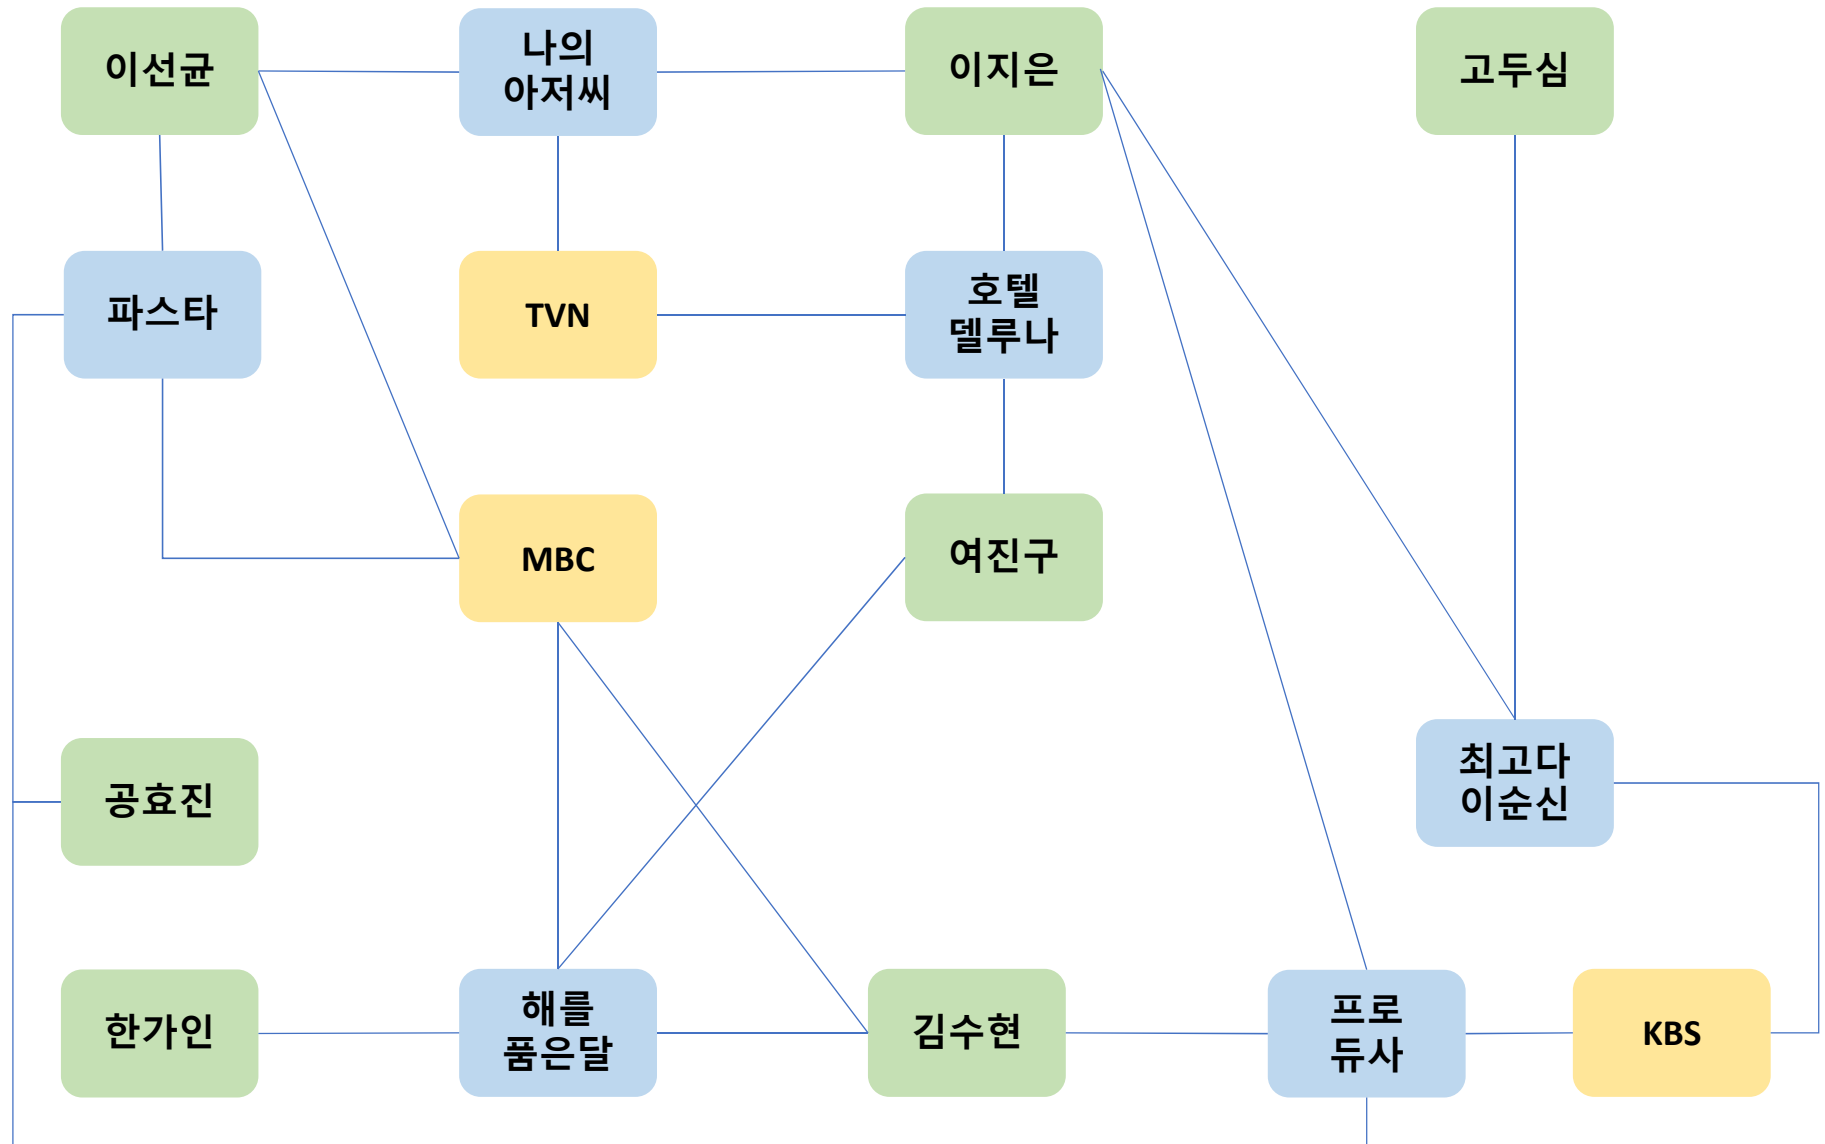 이선균
나의
아저씨
이지은
고두심
파스타
TVN
호텔
델루나
MBC
여진구
최고다
이순신
공효진
한가인
해를
품은달
김수현
프로
듀사
KBS